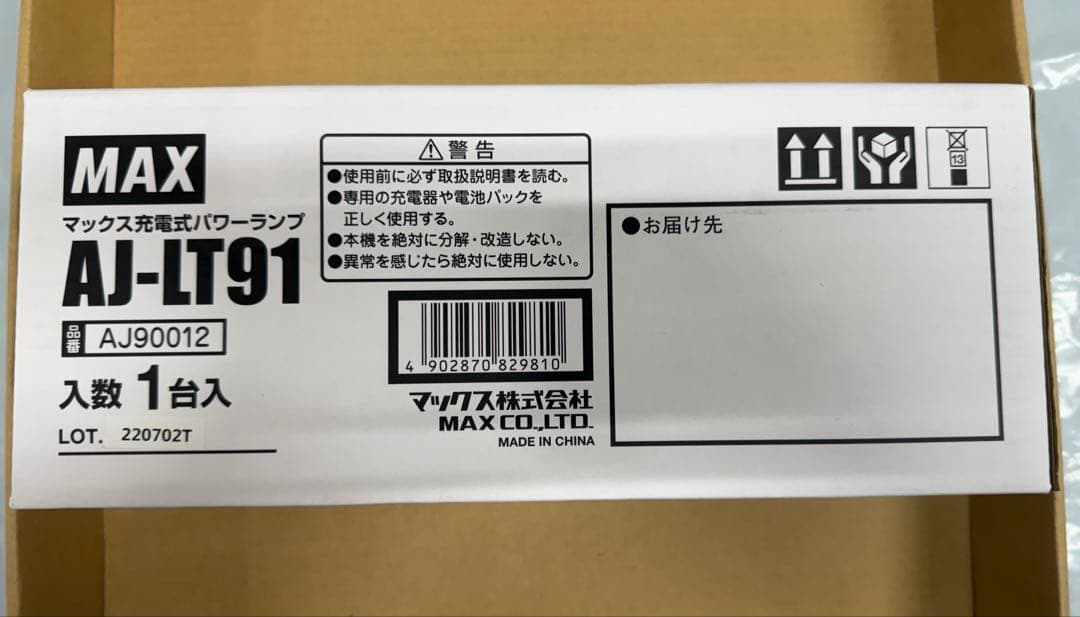 MAX
マックス充電式パワーランプ
AJ-LT91
品番 AJ90012
入数 1台入
LOT. 220702T
⚠警告
●使用前に必ず取扱説明書を読む。
●専用の充電器や電池パックを
正しく使用する。
●本機を絶対に分解・改造しない。
●異常を感じたら絶対に使用しない。
4 902870 829810
マックス株式会社
MAX CO.,LTD.
MADE IN CHINA
13
●お届け先